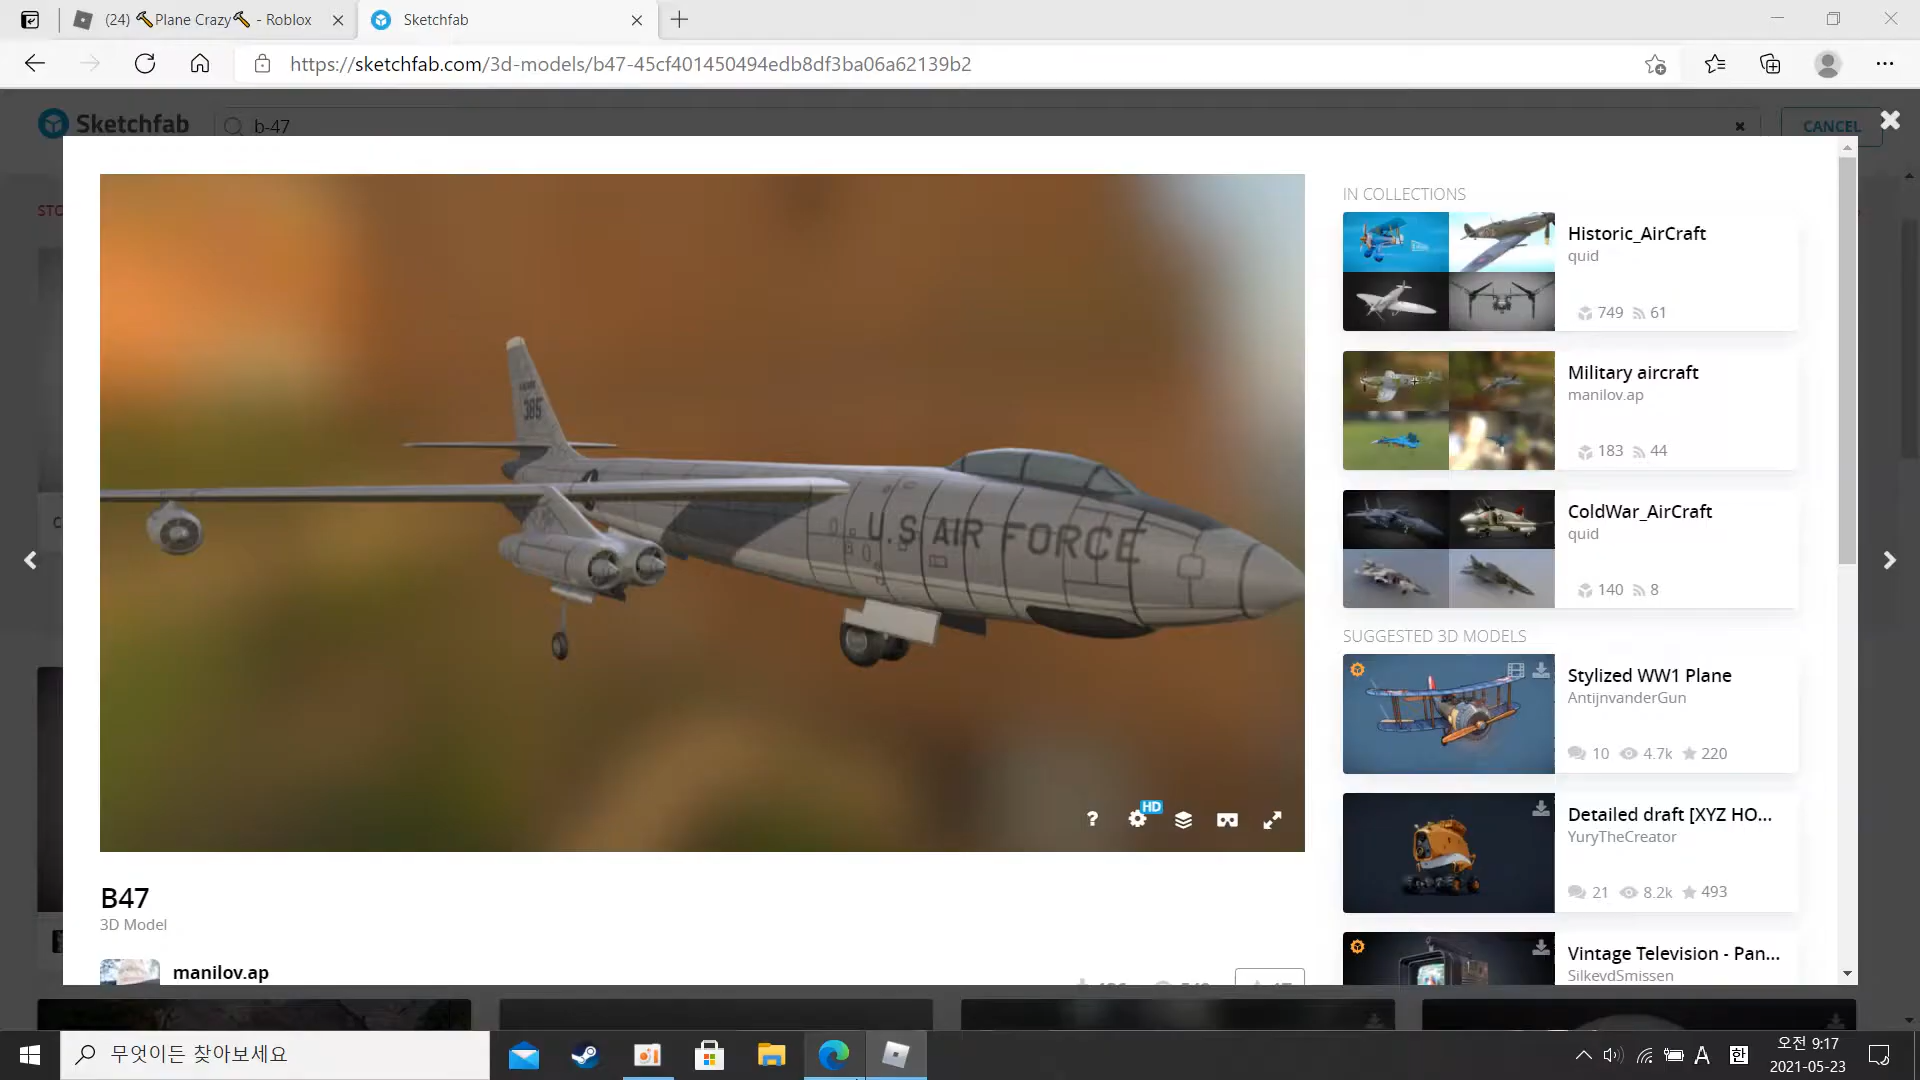 (24) 🔨Plane Crazy🔨 - Roblox
Sketchfab
https://sketchfab.com/3d-models/b47-45cf401450494edb8df3ba06a62139b2
Sketchfab
b-47
CANCEL
STO
385
U.S AIR FORCE
?
HD
B47
3D Model
manilov.ap
IN COLLECTIONS
Historic_AirCraft
quid
749 61
Military aircraft
manilov.ap
183 44
ColdWar_AirCraft
quid
140 8
SUGGESTED 3D MODELS
Stylized WW1 Plane
AntijnvanderGun
10 4.7k 220
Detailed draft [XYZ HO...
YuryTheCreator
21 8.2k 493
Vintage Television - Pan...
SilkevdSmissen
무엇이든 찾아보세요
A
한
오전 9:17
2021-05-23